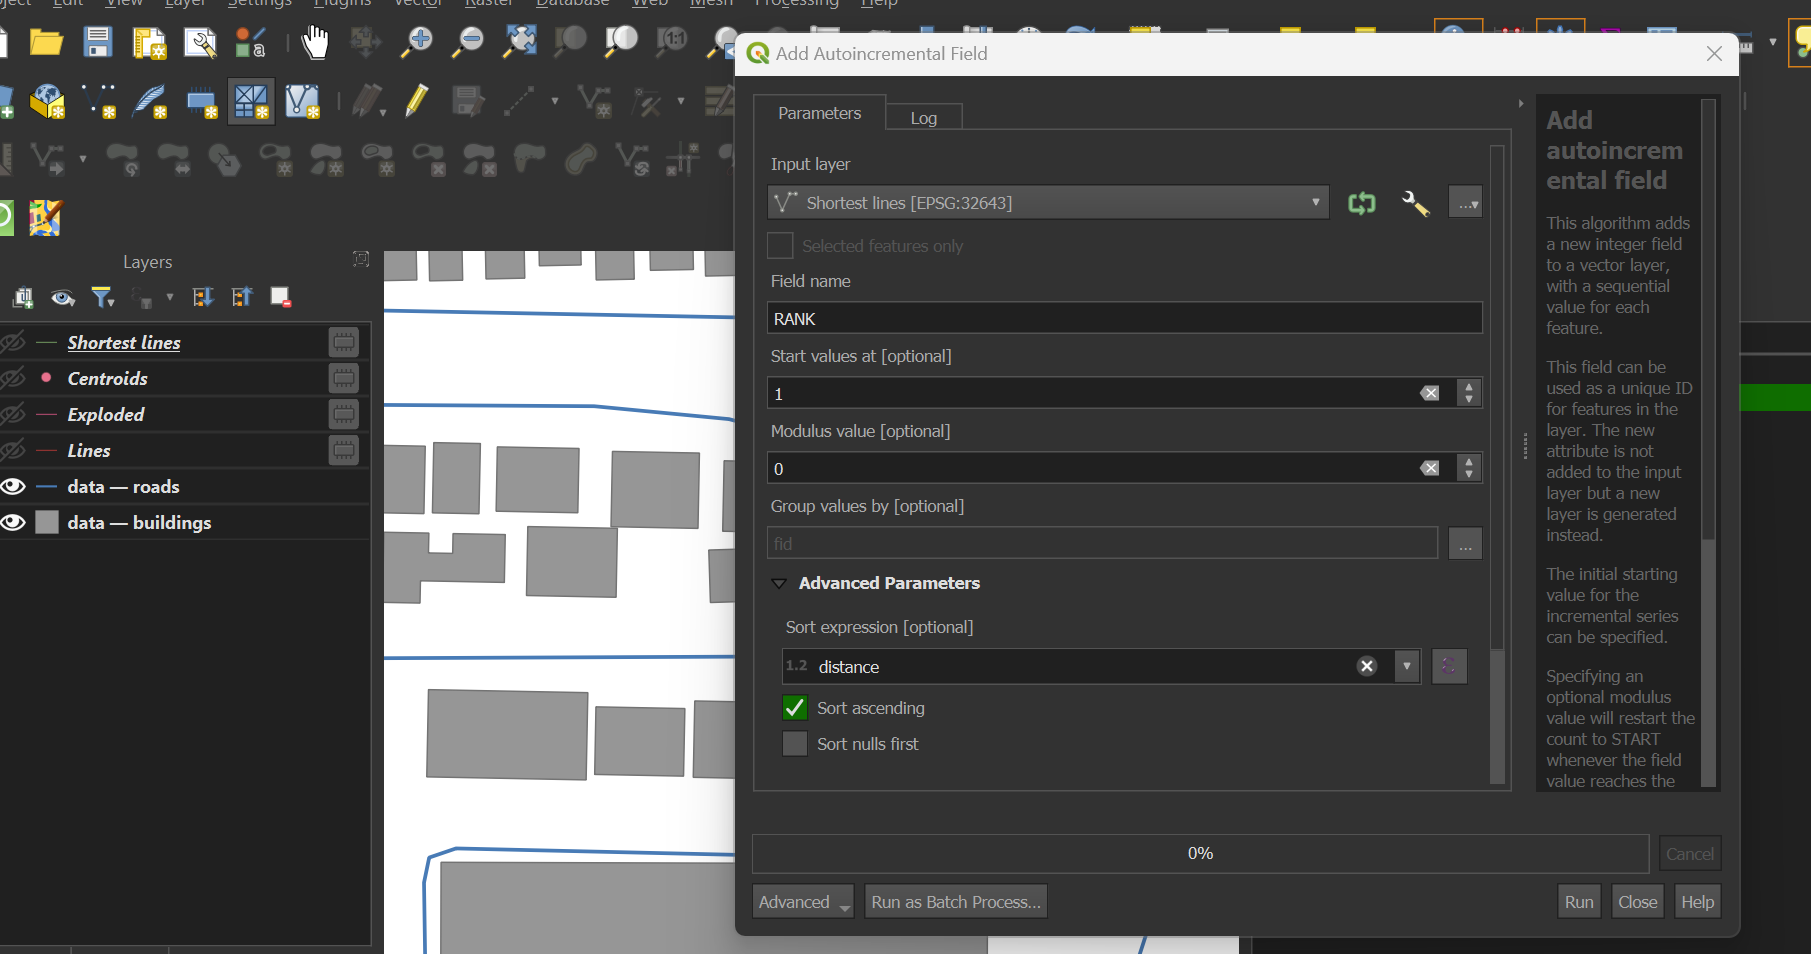 Edit
View
Layer
Settings
Plugins
Vector
Raster
Database
Web
Mesh
Processing
Help
Add Autoincremental Field
Parameters
Log
Input layer
Shortest lines [EPSG:32643]
Selected features only
Field name
RANK
Start values at [optional]
1
Modulus value [optional]
0
Group values by [optional]
fid
...
Advanced Parameters
Sort expression [optional]
1.2 distance
Sort ascending
Sort nulls first
0%
Cancel
Advanced
Run as Batch Process...
Run
Close
Help
Add
autoincrem
ental field
This algorithm adds
a new integer field
to a vector layer,
with a sequential
value for each
feature.
This field can be
used as a unique ID
for features in the
layer. The new
attribute is not
added to the input
layer but a new
layer is generated
instead.
The initial starting
value for the
incremental series
can be specified.
Specifying an
optional modulus
value will restart the
count to START
whenever the field
value reaches the
Layers
Shortest lines
Centroids
Exploded
Lines
data — roads
data — buildings